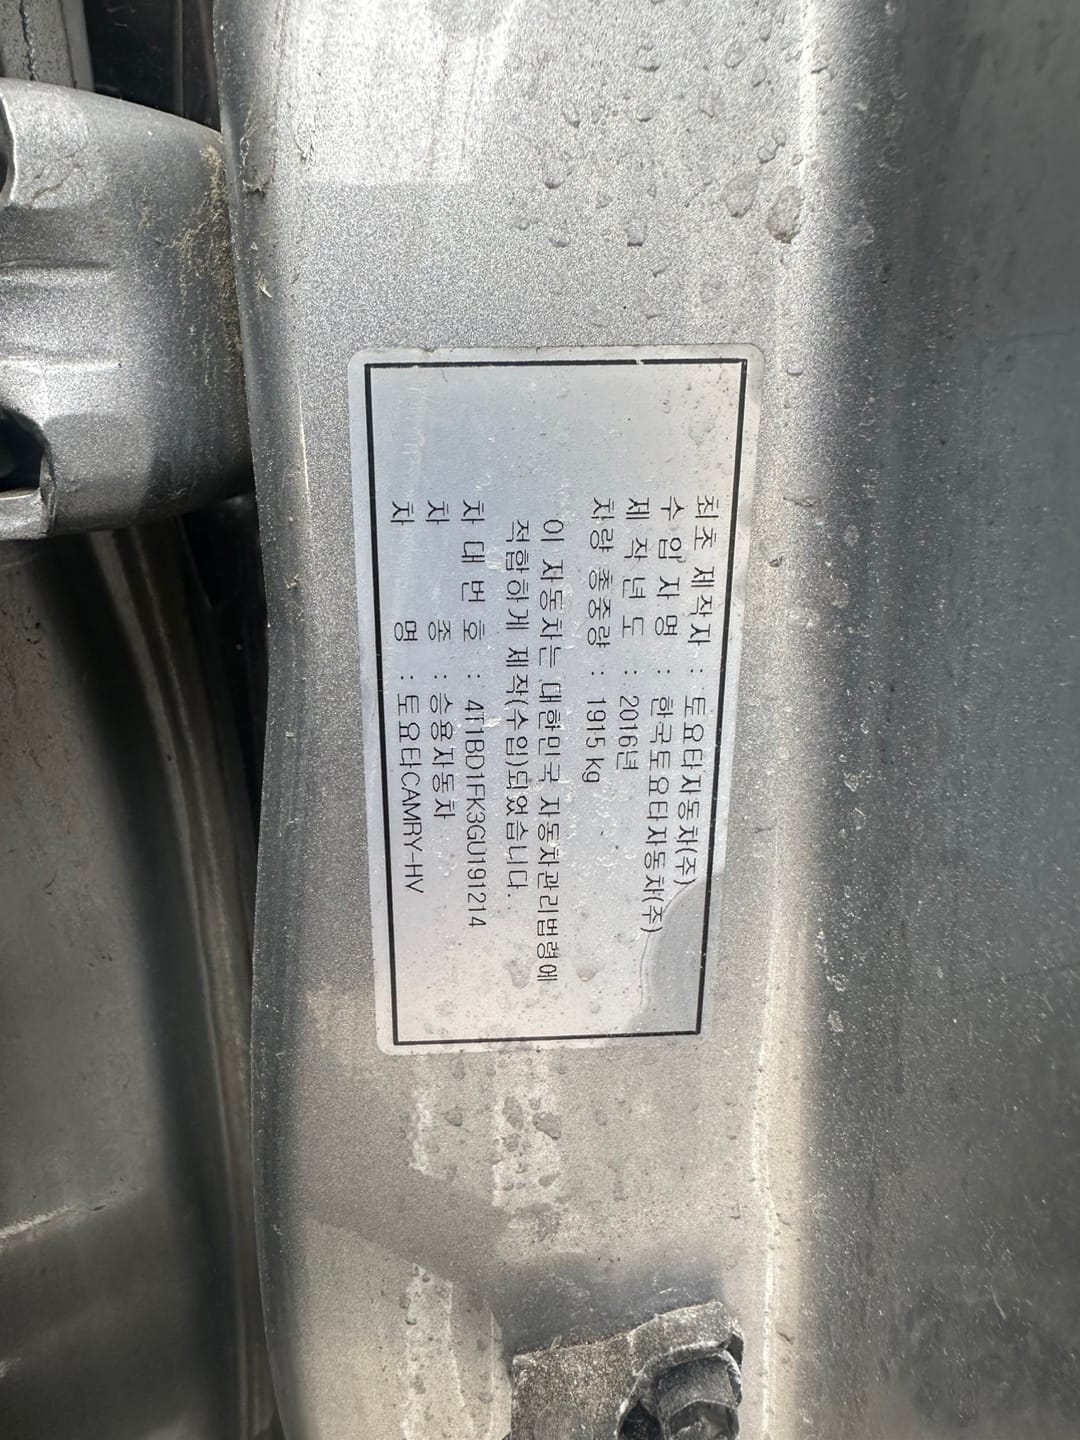 최초 제작자 : 토요타자동차(주)
수입자명 : 한국토요타자동차(주)
제작년도 : 2016년
차량 총중량 : 1915 kg
이 자동차는 대한민국 자동차관리법령에
적합하게 제작(수입)되었습니다.
차대번호 : 4T1BD1FK3GU191214
차종 : 승용자동차
차명 : 토요타CAMRY-HV